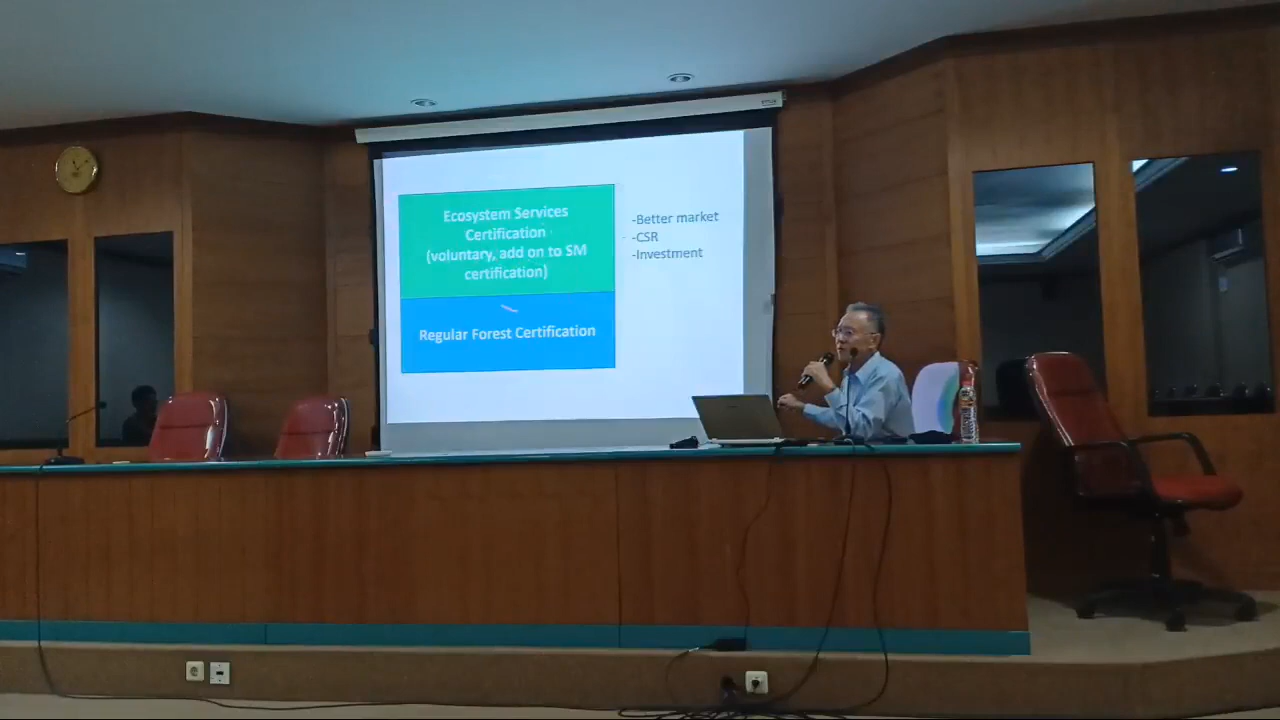 Ecosystem Services
Certification
(voluntary, add on to SM
certification)
Regular Forest Certification
-Better market
-CSR
-Investment